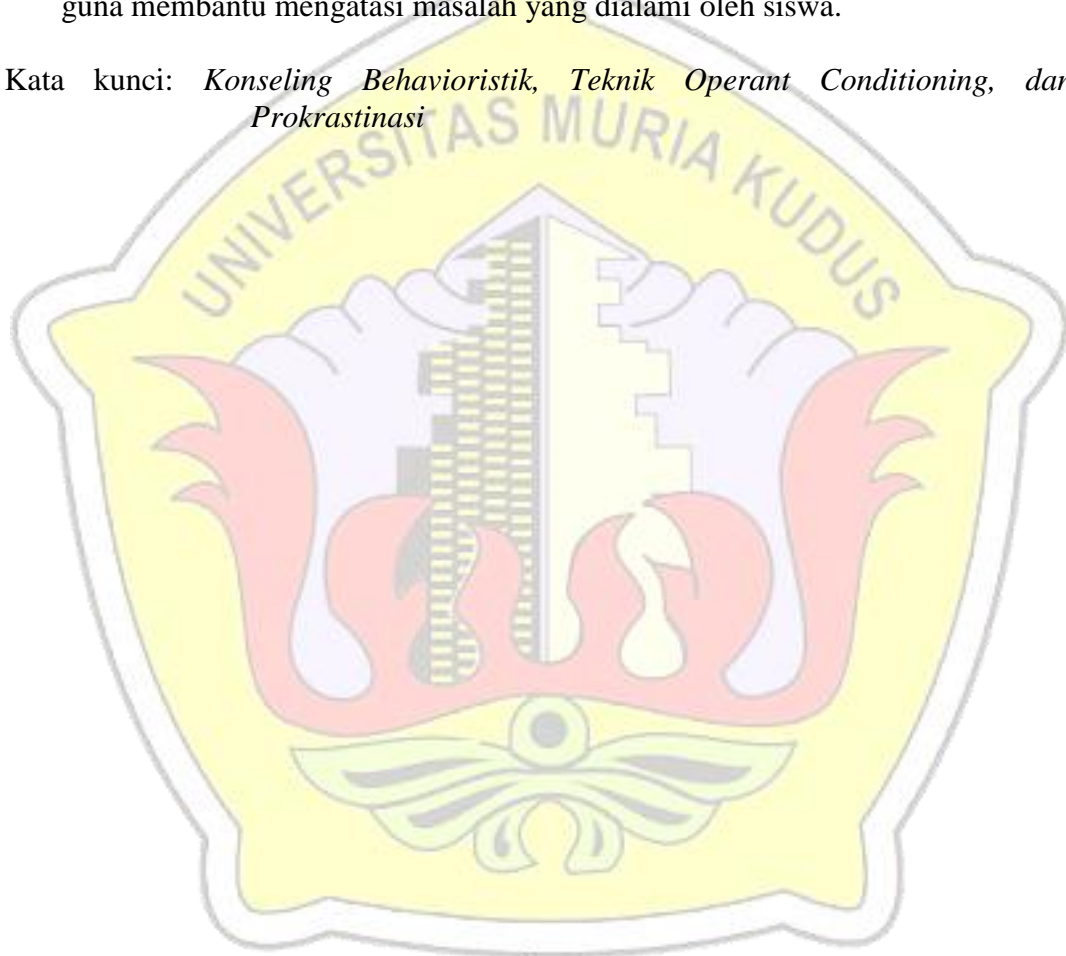 guna membantu mengatasi masalah yang dialami oleh siswa.
Kata kunci: Konseling Behavioristik, Teknik Operant Conditioning, dan
Prokrastinasi
UNIVERSITAS MURIA KUDUS